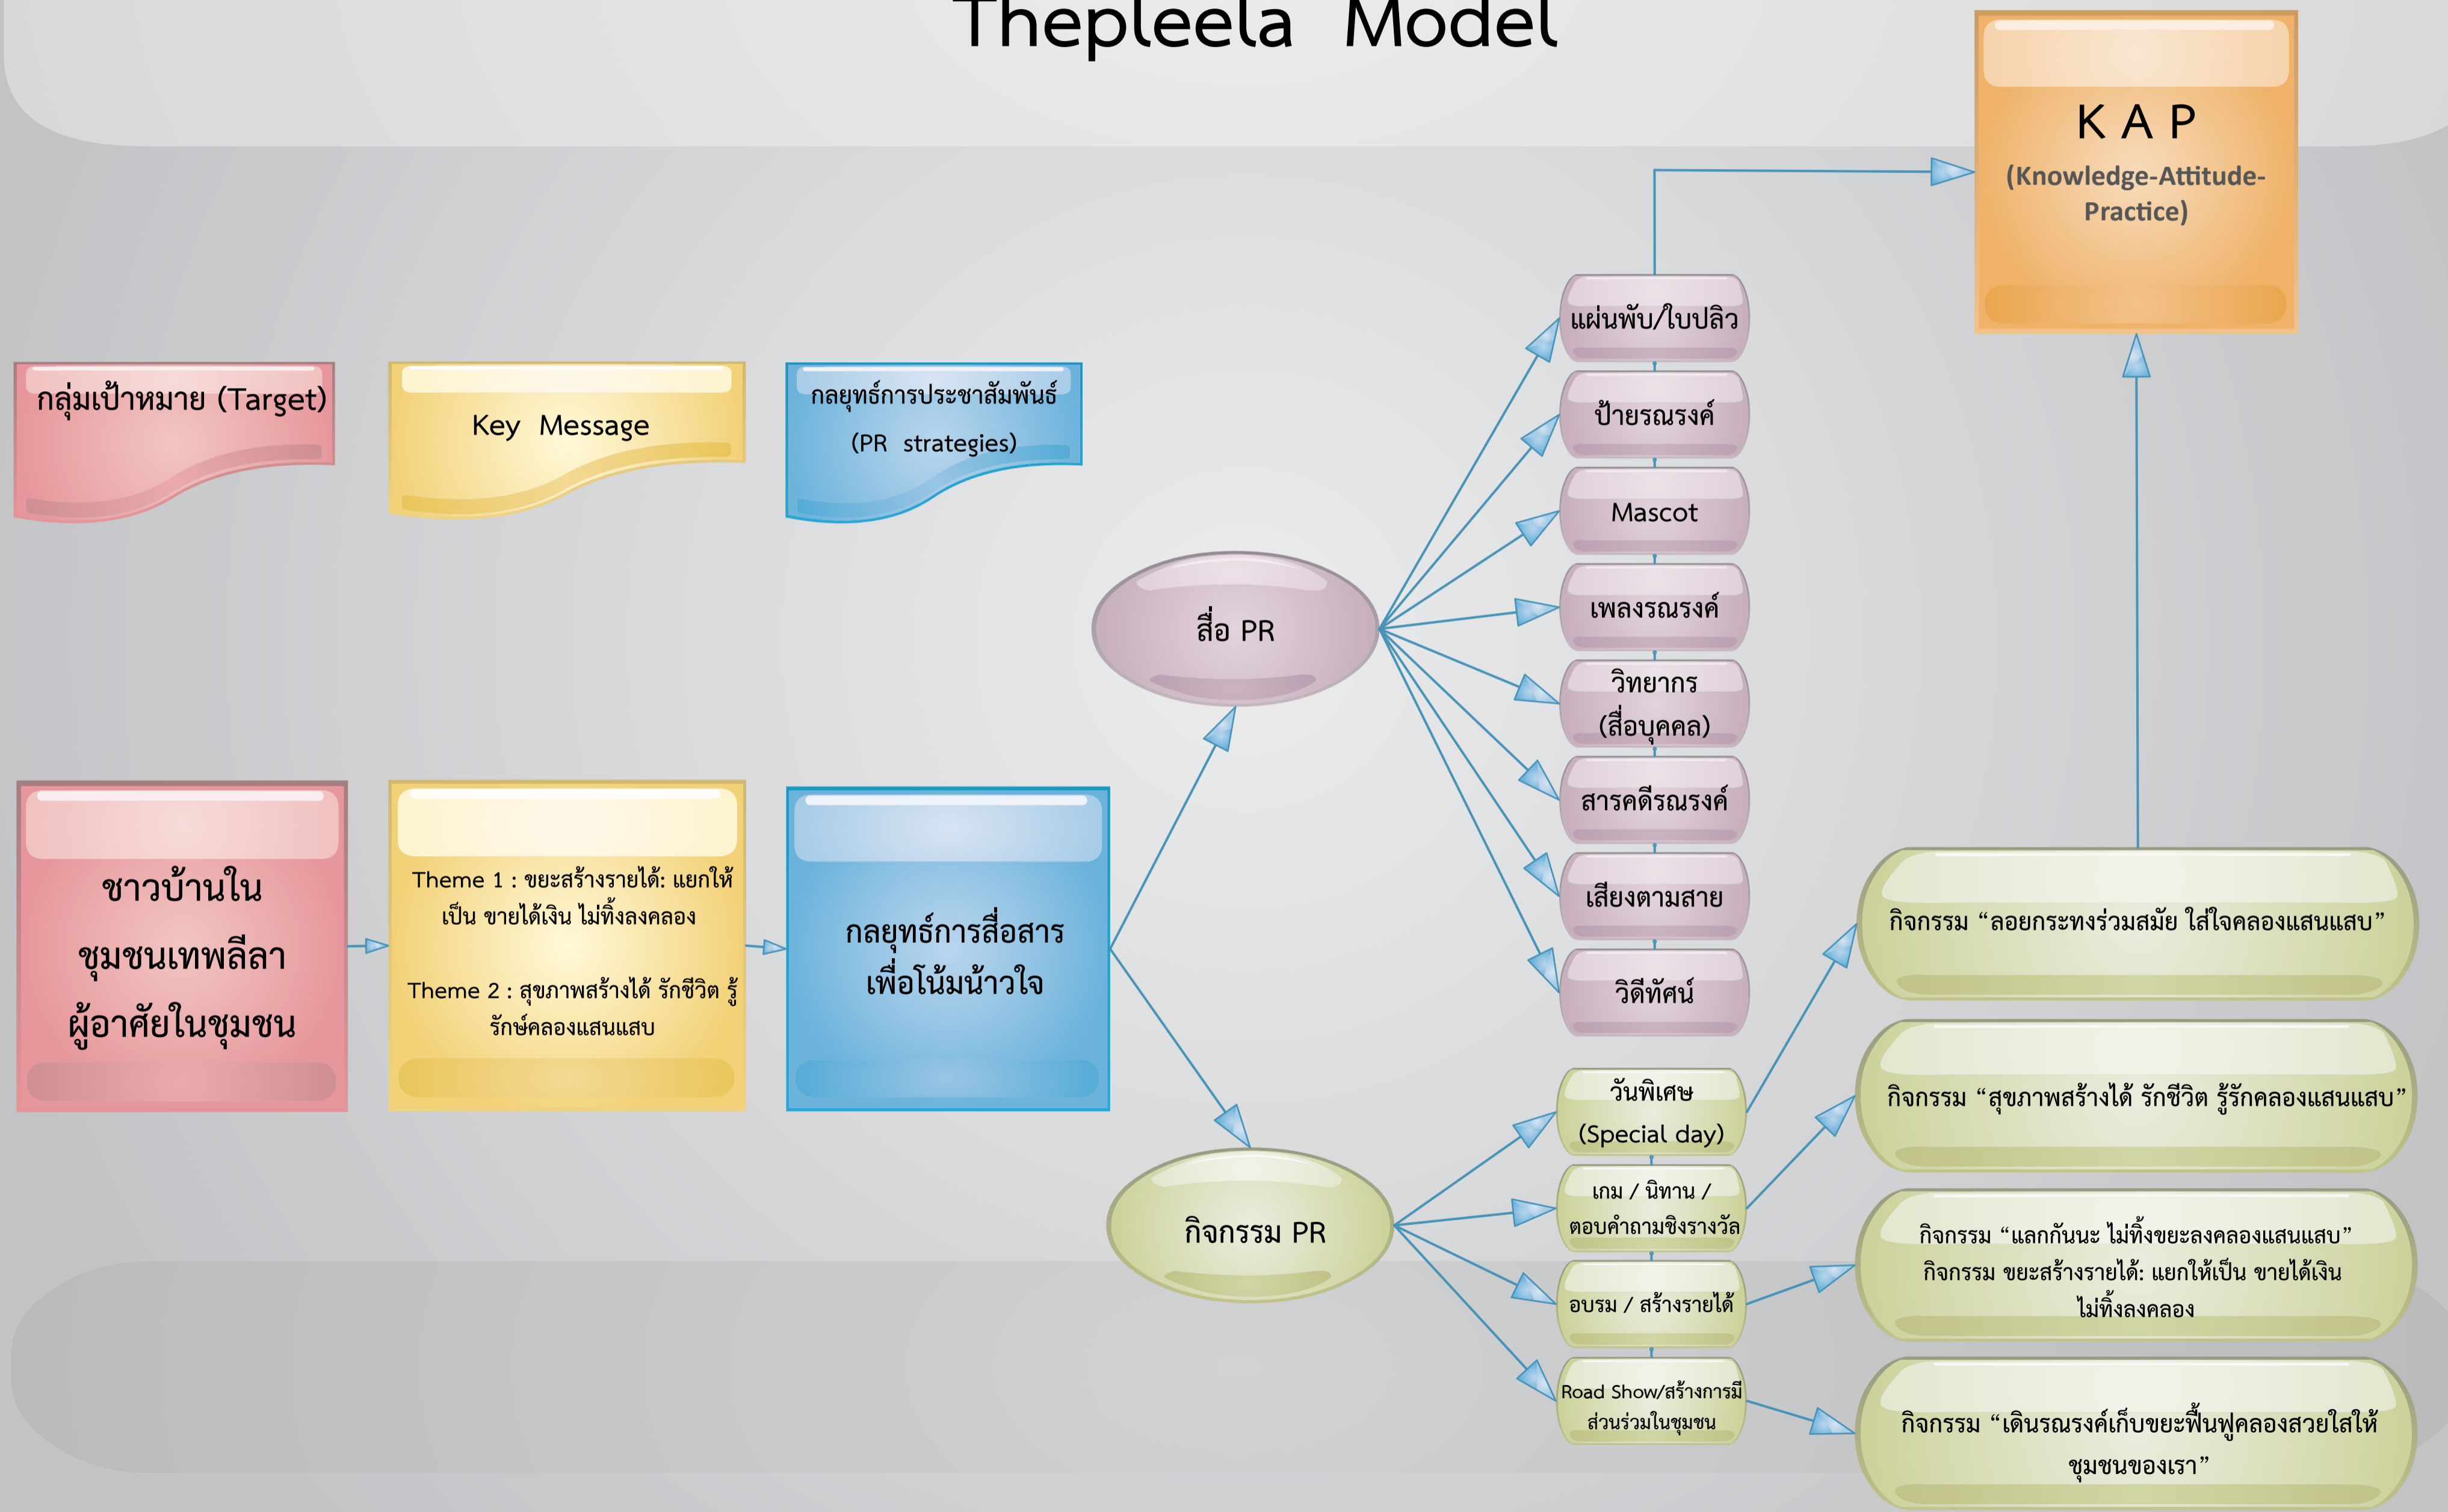 Thepleela Model
K A P
(Knowledge-Attitude-
Practice)
กลุ่มเป้าหมาย (Target)
Key Message
กลยุทธ์การประชาสัมพันธ์
(PR strategies)
ชาวบ้านใน
ชุมชนเทพลีลา
ผู้อาศัยในชุมชน
Theme 1 : ขยะสร้างรายได้: แยกให้
เป็น ขายได้เงิน ไม่ทิ้งลงคลอง
Theme 2 : สุขภาพสร้างได้ รักชีวิต รู้
รักษ์คลองแสนแสบ
กลยุทธ์การสื่อสาร
เพื่อโน้มน้าวใจ
สื่อ PR
แผ่นพับ/ใบปลิว
ป้ายรณรงค์
Mascot
เพลงรณรงค์
วิทยากร
(สื่อบุคคล)
สารคดีรณรงค์
เสียงตามสาย
วิดีทัศน์
กิจกรรม PR
วันพิเศษ
(Special day)
เกม / นิทาน /
ตอบคำถามชิงรางวัล
อบรม / สร้างรายได้
Road Show/สร้างการมี
ส่วนร่วมในชุมชน
กิจกรรม “ลอยกระทงร่วมสมัย ใส่ใจคลองแสนแสบ”
กิจกรรม “สุขภาพสร้างได้ รักชีวิต รู้รักคลองแสนแสบ”
กิจกรรม “แลกกันนะ ไม่ทิ้งขยะลงคลองแสนแสบ”
กิจกรรม ขยะสร้างรายได้: แยกให้เป็น ขายได้เงิน
ไม่ทิ้งลงคลอง
กิจกรรม “เดินรณรงค์เก็บขยะฟื้นฟูคลองสวยใสให้
ชุมชนของเรา”